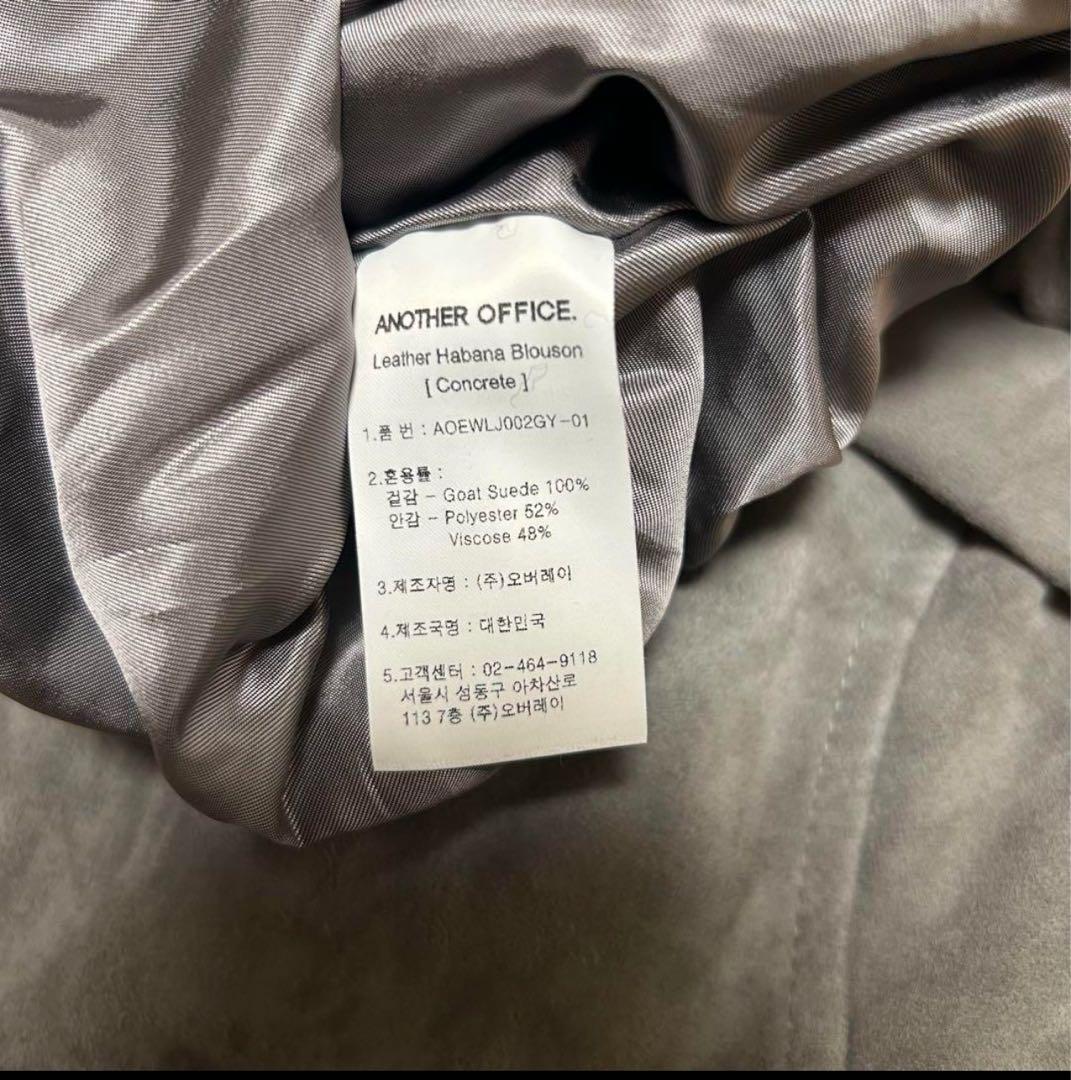 ANOTHER OFFICE.
Leather Habana Blouson
[ Concrete ]
1.품 번 : AOEWLJ002GY-01
2.혼용률 :
겉감 - Goat Suede 100%
안감 - Polyester 52%
Viscose 48%
3.제조자명 : (주)오버레이
4.제조국명 : 대한민국
5.고객센터 : 02-464-9118
서울시 성동구 아차산로
113 7층 (주)오버레이